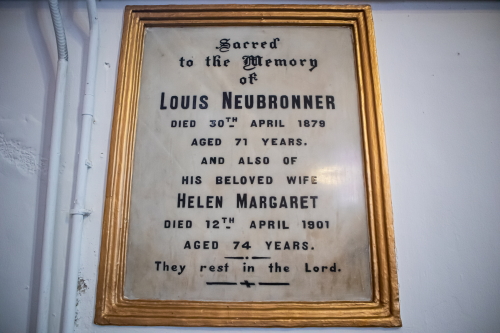 Sacred
to the Memory
of
LOUIS NEUBRONNER
DIED 30TH APRIL 1879
AGED 71 YEARS.
AND ALSO OF
HIS BELOVED WIFE
HELEN MARGARET
DIED 12TH APRIL 1901
AGED 74 YEARS.
They rest in the Lord.